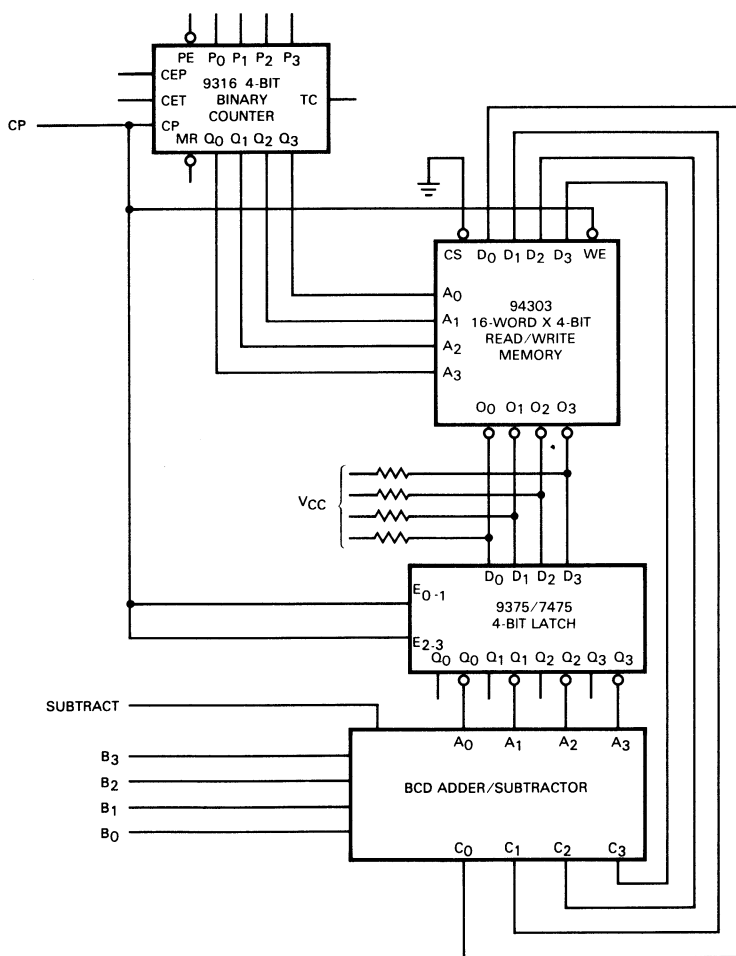 PE P0 P1 P2 P3
CEP
9316 4-BIT
BINARY
COUNTER
CET
TC
CP
CP
MR Q0 Q1 Q2 Q3
CS D0 D1 D2 D3 WE
A0
A1
A2
A3
94303
16-WORD X 4-BIT
READ/WRITE
MEMORY
O0 O1 O2 O3
VCC
D0 D1 D2 D3
E0-1
9375/7475
4-BIT LATCH
E2-3
Q0 Q0 Q1 Q1 Q2 Q2 Q3 Q3
SUBTRACT
A0 A1 A2 A3
B3
B2
B1
B0
BCD ADDER/SUBTRACTOR
C0 C1 C2 C3